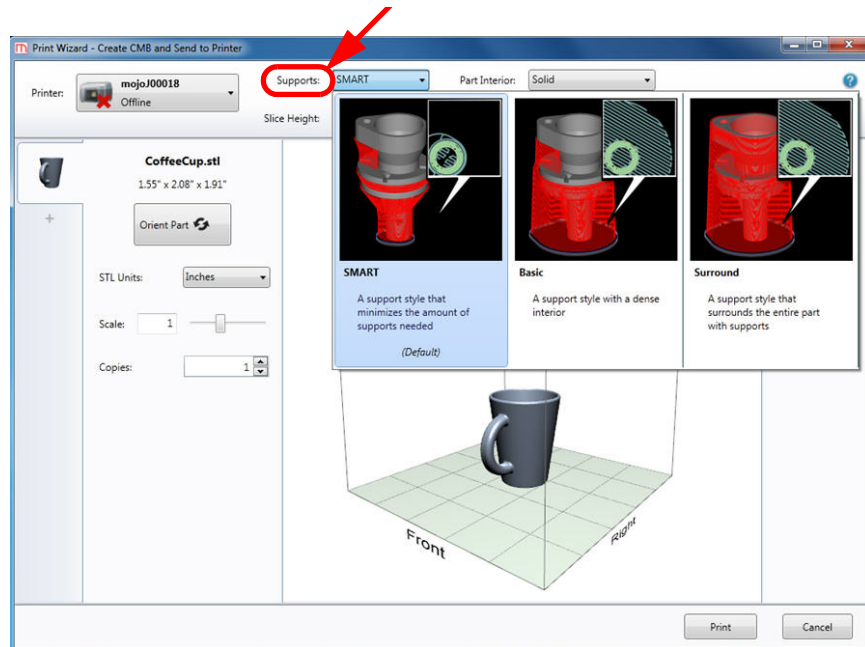 Print Wizard - Create CMB and Send to Printer
Printer:
mojoJ00018
Offline
Supports:
SMART
Part Interior:
Solid
Slice Height:
CoffeeCup.stl
1.55" x 2.08" x 1.91"
Orient Part
STL Units:
Inches
Scale:
1
Copies:
1
SMART
A support style that
minimizes the amount of
supports needed
(Default)
Basic
A support style with a dense
interior
Surround
A support style that
surrounds the entire part
with supports
Front
Right
Print
Cancel